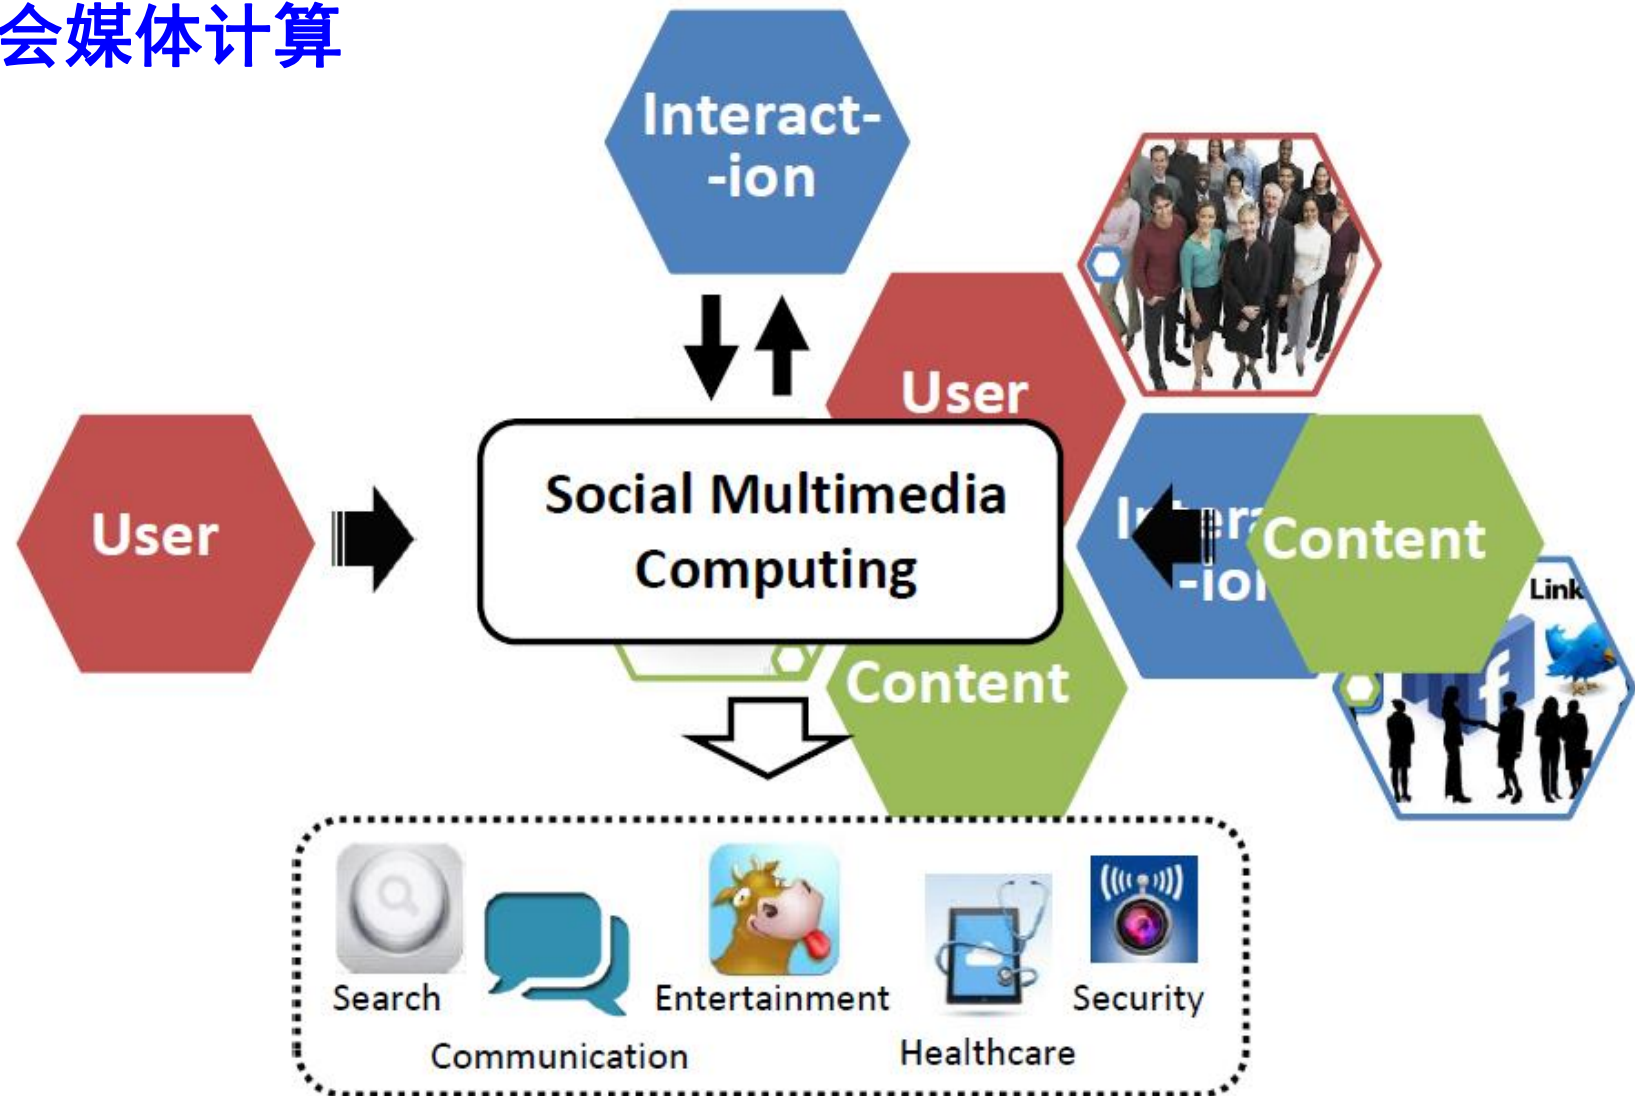 会媒体计算
Interact-
-ion
User
User
Social Multimedia
Computing
Content
Link
Content
Search
Entertainment
Security
Communication
Healthcare